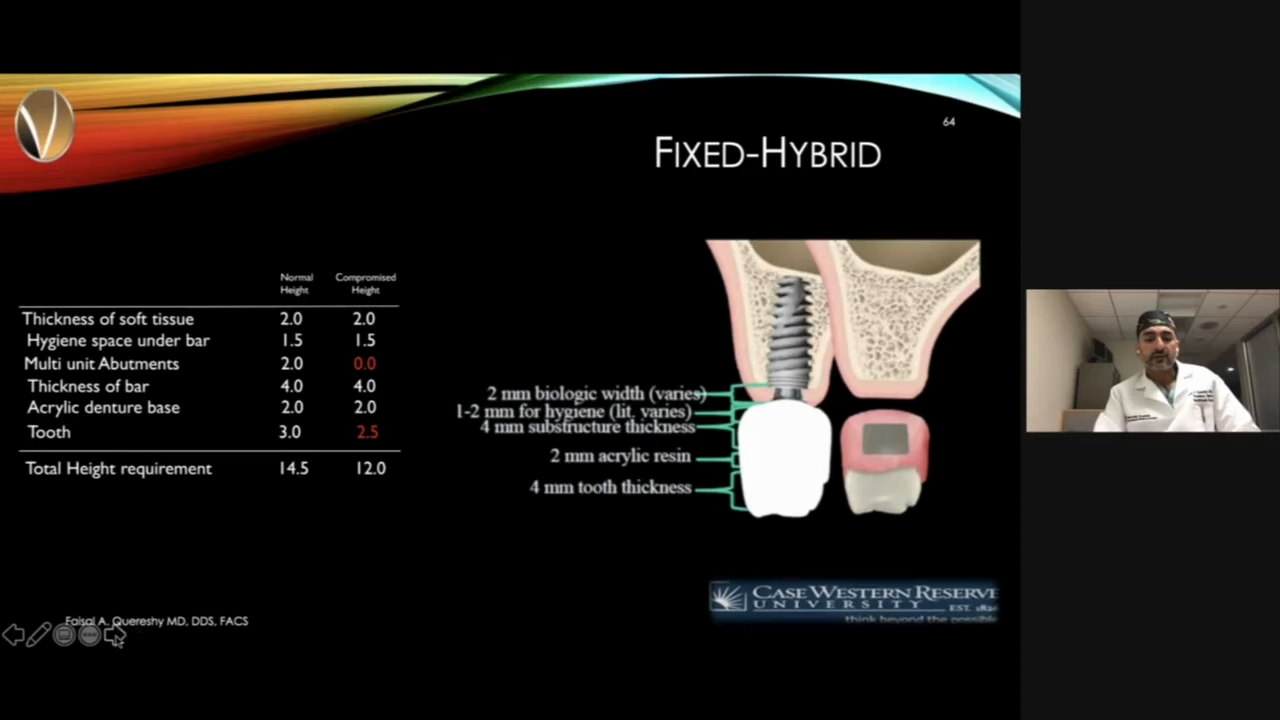 64
FIXED-HYBRID
Normal Height
Compromised Height
Thickness of soft tissue 2.0 2.0
Hygiene space under bar 1.5 1.5
Multi unit Abutments 2.0 0.0
Thickness of bar 4.0 4.0
Acrylic denture base 2.0 2.0
Tooth 3.0 2.5
Total Height requirement 14.5 12.0
2 mm biologic width (varies)
1-2 mm for hygiene (lit. varies)
4 mm substructure thickness
2 mm acrylic resin
4 mm tooth thickness
CASE WESTERN RESERVE
UNIVERSITY EST.
think beyond the possible
Faisal A. Quereshy MD, DDS, FACS